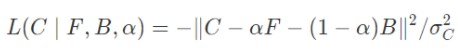 L(C | F, B, α) = −‖C − αF − (1 − α)B‖²/σ_C²